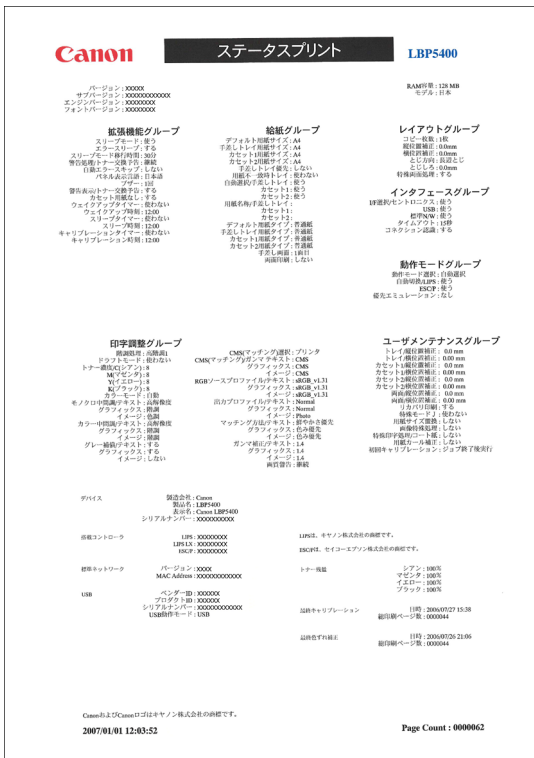 Canon
ステータスプリント
LBP5400
バージョン : XXXXX
サブバージョン : XXXXXXXXXXXX
エンジンバージョン : XXXXXXXX
フォントバージョン : XXXXXXXX
RAM容量 : 128 MB
モデル : 日本
拡張機能グループ
スリープモード : 使う
エラースリープ : する
スリープモード移行時間 : 30分
警告処理/トナー交換予告 : 継続
自動エラースキップ : しない
パネル表示言語 : 日本語
ブザー : 1回
警告表示/トナー交換予告 : する
カセット用紙なし : する
ウェイクアップタイマー : 使わない
ウェイクアップ時刻 : 12:00
スリープタイマー : 使わない
スリープ時刻 : 12:00
キャリブレーションタイマー : 使わない
キャリブレーション時刻 : 12:00
給紙グループ
デフォルト用紙サイズ : A4
手差しトレイ用紙サイズ : A4
カセット1用紙サイズ : A4
カセット2用紙サイズ : A4
手差しトレイ優先 : しない
用紙不一致時トレイ : 使わない
自動選択/手差しトレイ : 使う
カセット1 : 使う
カセット2 : 使う
用紙名称/手差しトレイ :
カセット1 :
カセット2 :
デフォルト用紙タイプ : 普通紙
手差しトレイ用紙タイプ : 普通紙
カセット1用紙タイプ : 普通紙
カセット2用紙タイプ : 普通紙
手差し両面 : 1面目
両面印刷 : しない
レイアウトグループ
コピー枚数 : 1枚
縦位置補正 : 0.0mm
横位置補正 : 0.0mm
とじ方向 : 長辺とじ
とじしろ : 0.0mm
特殊両面処理 : する
インタフェースグループ
I/F選択/セントロニクス : 使う
USB : 使う
標準N/W : 使う
タイムアウト : 15秒
コネクション認識 : する
動作モードグループ
動作モード選択 : 自動選択
自動切換/LIPS : 使う
ESC/P : 使う
優先エミュレーション : なし
印字調整グループ
階調処理 : 高階調1
ドラフトモード : 使わない
トナー濃度/C(シアン) : 8
M(マゼンタ) : 8
Y(イエロー) : 8
K(ブラック) : 8
カラーモード : 自動
モノクロ中間調/テキスト : 高解像度
グラフィックス : 階調
イメージ : 色調
カラー中間調/テキスト : 高解像度
グラフィックス : 階調
イメージ : 階調
グレー補償/テキスト : する
グラフィックス : する
イメージ : しない
CMS(マッチング)選択 : プリンタ
CMS(マッチング)/ガンマ テキスト : CMS
グラフィックス : CMS
イメージ : CMS
RGBソースプロファイル/テキスト : sRGB_v1.31
グラフィックス : sRGB_v1.31
イメージ : sRGB_v1.31
出力プロファイル/テキスト : Normal
グラフィックス : Normal
イメージ : Photo
マッチング方法/テキスト : 鮮やかさ優先
グラフィックス : 色み優先
イメージ : 色み優先
ガンマ補正/テキスト : 1.4
グラフィックス : 1.4
イメージ : 1.4
画質警告 : 継続
ユーザメンテナンスグループ
トレイ/縦位置補正 : 0.0 mm
トレイ/横位置補正 : 0.00 mm
カセット1/縦位置補正 : 0.0 mm
カセット1/横位置補正 : 0.00 mm
カセット2/縦位置補正 : 0.0 mm
カセット2/横位置補正 : 0.00 mm
両面/縦位置補正 : 0.0 mm
両面/横位置補正 : 0.00 mm
リカバリ印刷 : する
特殊モードJ : 使わない
用紙サイズ置換 : しない
画像特殊処理 : しない
特殊印字処理/コート紙 : しない
用紙カール補正 : しない
初回キャリブレーション : ジョブ終了後実行
デバイス
製造会社 : Canon
製品名 : LBP5400
表示名 : Canon LBP5400
シリアルナンバー : XXXXXXXXXX
搭載コントローラ
LIPS : XXXXXXXXX
LIPS LX : XXXXXXXXX
ESC/P : XXXXXXXXX
LIPSは、キヤノン株式会社の商標です。
ESC/Pは、セイコーエプソン株式会社の商標です。
標準ネットワーク
バージョン : XXXX
MAC Address : XXXXXXXXXXXX
トナー残量
シアン : 100%
マゼンタ : 100%
イエロー : 100%
ブラック : 100%
USB
ベンダーID : XXXXXX
プロダクトID : XXXXXX
シリアルナンバー : XXXXXXXXXXXX
USB動作モード : USB
最終キャリブレーション
日時 : 2006/07/27 15:38
総印刷ページ数 : 0000044
最終色ずれ補正
日時 : 2006/07/26 21:06
総印刷ページ数 : 0000044
CanonおよびCanonロゴはキヤノン株式会社の商標です。
2007/01/01 12:03:52
Page Count : 0000062